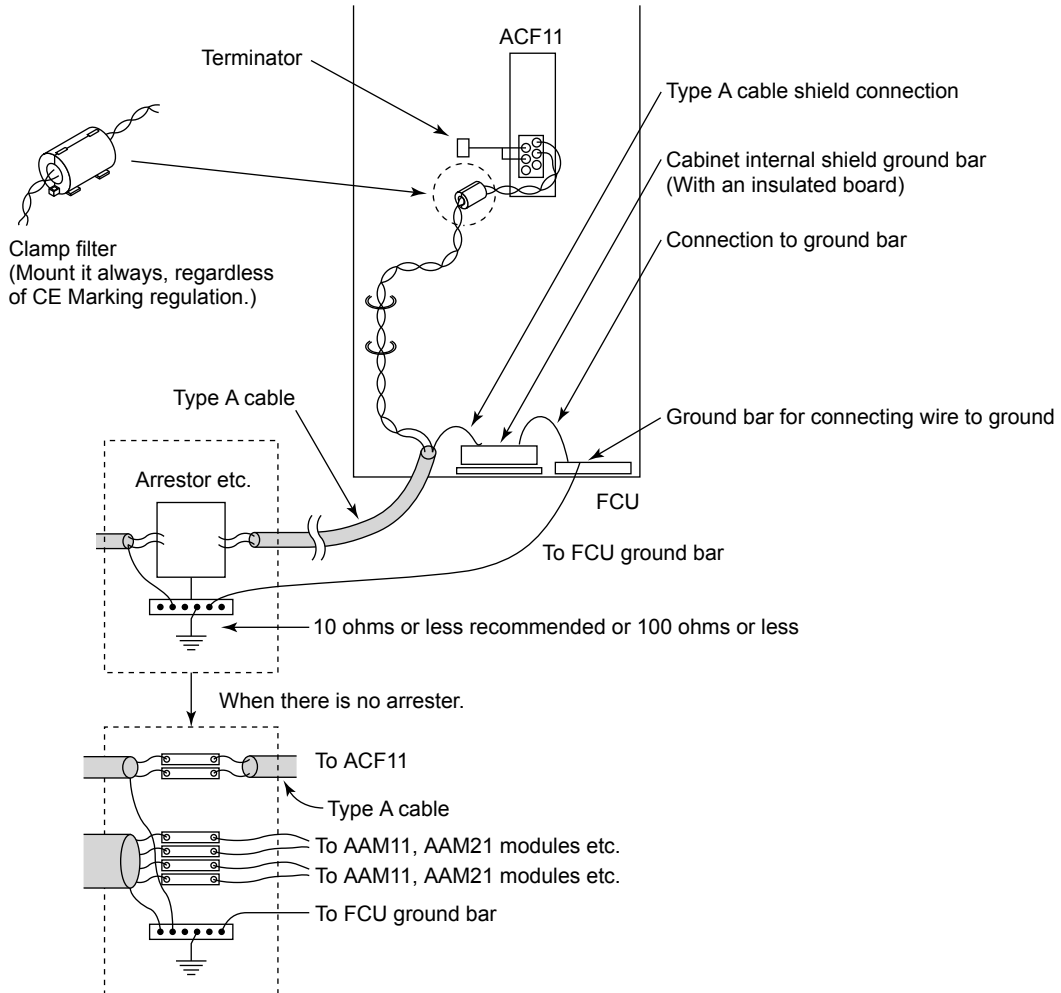 ACF11
Terminator
Type A cable shield connection
Cabinet internal shield ground bar
(With an insulated board)
Connection to ground bar
Clamp filter
(Mount it always, regardless
of CE Marking regulation.)
Type A cable
Ground bar for connecting wire to ground
Arrestor etc.
FCU
To FCU ground bar
10 ohms or less recommended or 100 ohms or less
When there is no arrester.
To ACF11
Type A cable
To AAM11, AAM21 modules etc.
To AAM11, AAM21 modules etc.
To FCU ground bar